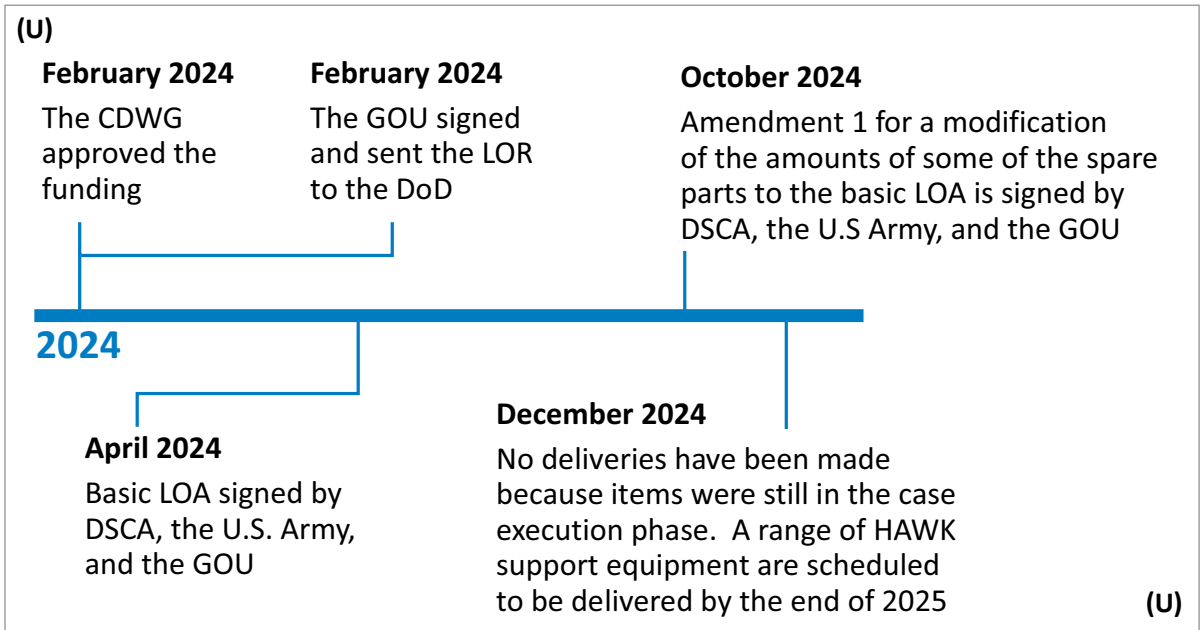 (U)
February 2024
The CDWG
approved the
funding
February 2024
The GOU signed
and sent the LOR
to the DoD
October 2024
Amendment 1 for a modification
of the amounts of some of the spare
parts to the basic LOA is signed by
DSCA, the U.S Army, and the GOU
2024
April 2024
Basic LOA signed by
DSCA, the U.S. Army,
and the GOU
December 2024
No deliveries have been made
because items were still in the case
execution phase.  A range of HAWK
support equipment are scheduled
to be delivered by the end of 2025
(U)